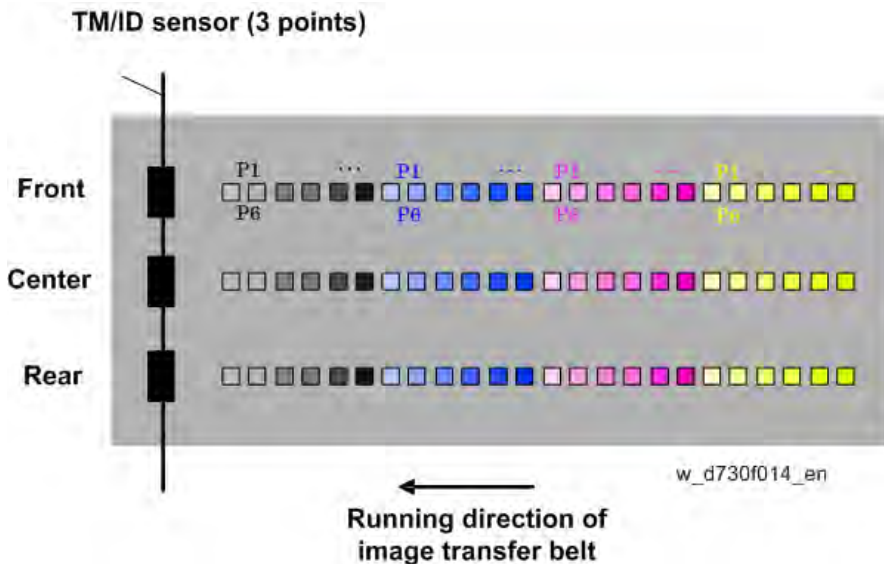 TM/ID sensor (3 points)
P1 ... P1 ... P1 ... P1 ...
Front
P6 P6 P6 P6
Center
Rear
w_d730f014_en
Running direction of
image transfer belt